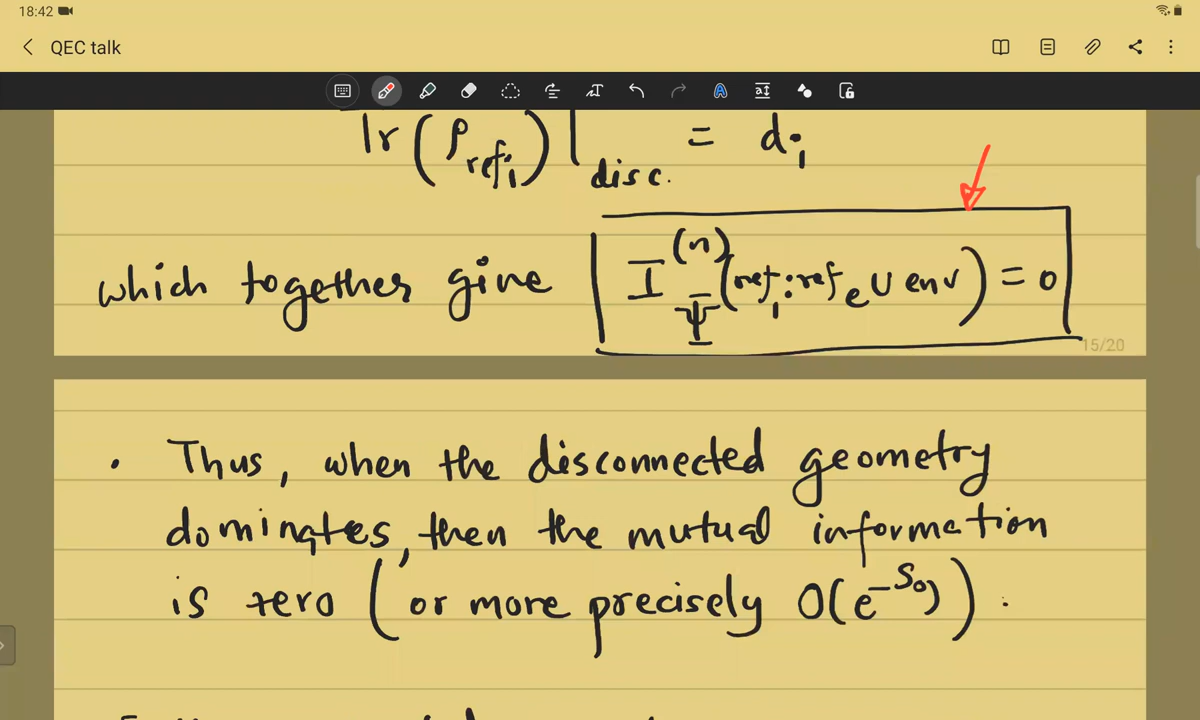 18:42
QEC talk
Tr(ρ_ref_i)|_disc. = d_i
which together give I^(n)_Ψ(ref_i : ref_e ∪ env) = 0
15/20
. Thus, when the disconnected geometry
dominates, then the mutual information
is zero (or more precisely O(e^-S₀)).